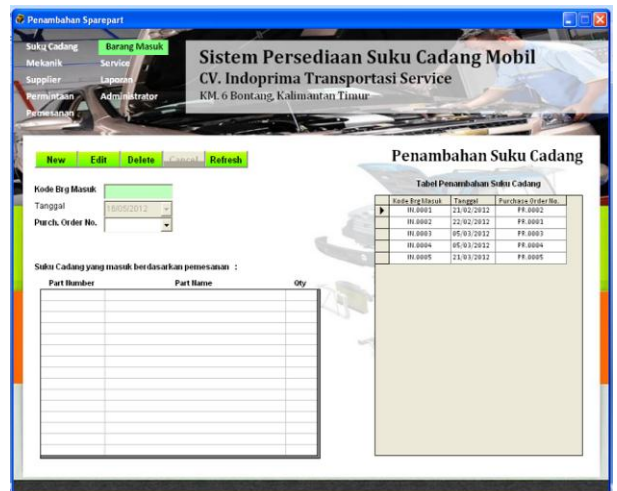 Penambahan Sparepart
Suku Cadang Barang Masuk
Mekanik Service
Supplier Laporan
Permintaan Administrator
Pemesanan
Sistem Persediaan Suku Cadang Mobil
CV. Indoprima Transportasi Service
KM. 6 Bontang, Kalimantan Timur
New Edit Delete Cancel Refresh
Penambahan Suku Cadang
Kode Brg Masuk
Tanggal 18/05/2012
Purch. Order No.
Tabel Penambahan Suku Cadang
Kode Brg Masuk Tanggal Purchase Order No.
IN.0001 21/02/2012 PR.0002
IN.0002 22/02/2012 PR.0001
IN.0003 05/03/2012 PR.0003
IN.0004 05/03/2012 PR.0004
IN.0005 21/03/2012 PR.0005
Suku Cadang yang masuk berdasarkan pemesanan :
Part Number Part Name Qty